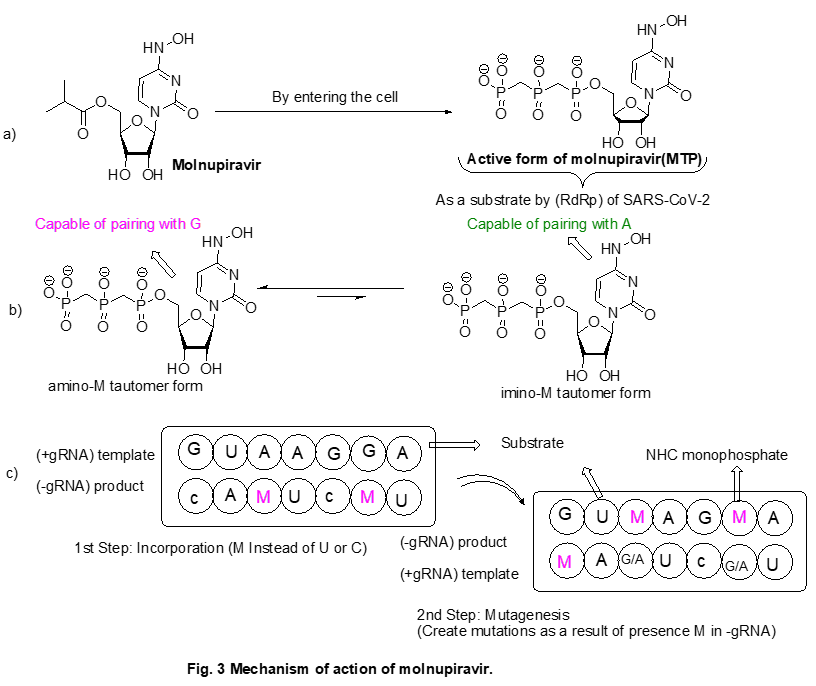 a)
HN OH
N
N O
O
O
O
HO OH
Molnupiravir
By entering the cell
HN OH
N
N O
O O O
P P P O
O O O
O
HO OH
Active form of molnupiravir(MTP)
As a substrate by (RdRp) of SARS-CoV-2
Capable of pairing with G
Capable of pairing with A
b)
HN OH
N
N O
O O O
P P P O
O O O
O
HO OH
amino-M tautomer form
HN OH
N
N O
O O O
P P P O
O O O
O
HO OH
imino-M tautomer form
c)
(+gRNA) template
G U A A G G A
(-gRNA) product
c A M U c M U
Substrate
NHC monophosphate
1st Step: Incorporation (M Instead of U or C)
(-gRNA) product
G U M A G M A
(+gRNA) template
M A G/A U c G/A U
2nd Step: Mutagenesis
(Create mutations as a result of presence M in -gRNA)
Fig. 3 Mechanism of action of molnupiravir.